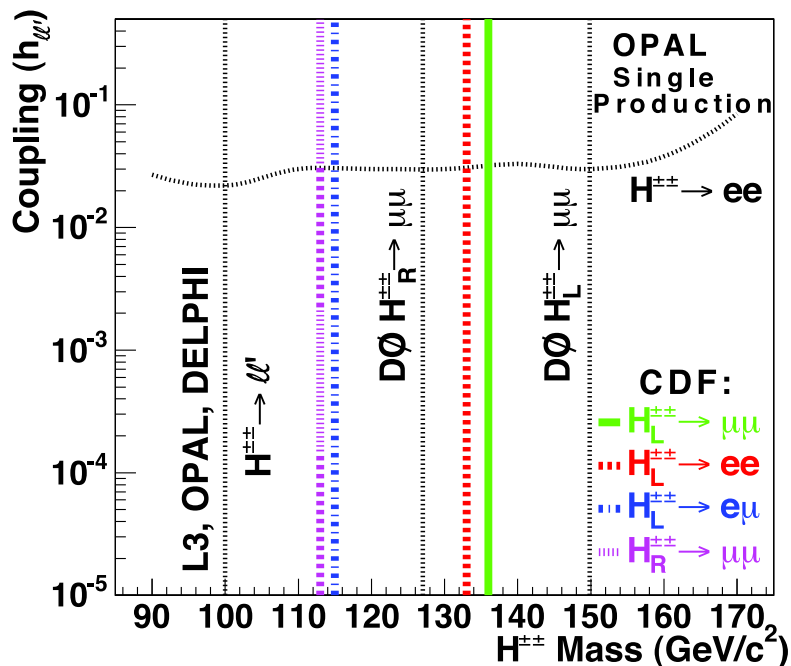 Coupling (h_ℓℓ')
10^-1
10^-2
10^-3
10^-4
10^-5
OPAL
Single
Production
H^±± → ee
L3, OPAL, DELPHI
H^±± → ℓℓ'
DØ H_R^±± → μμ
DØ H_L^±± → μμ
CDF:
H_L^±± → μμ
H_L^±± → ee
H_L^±± → eμ
H_R^±± → μμ
90 100 110 120 130 140 150 160 170
H^±± Mass (GeV/c^2)